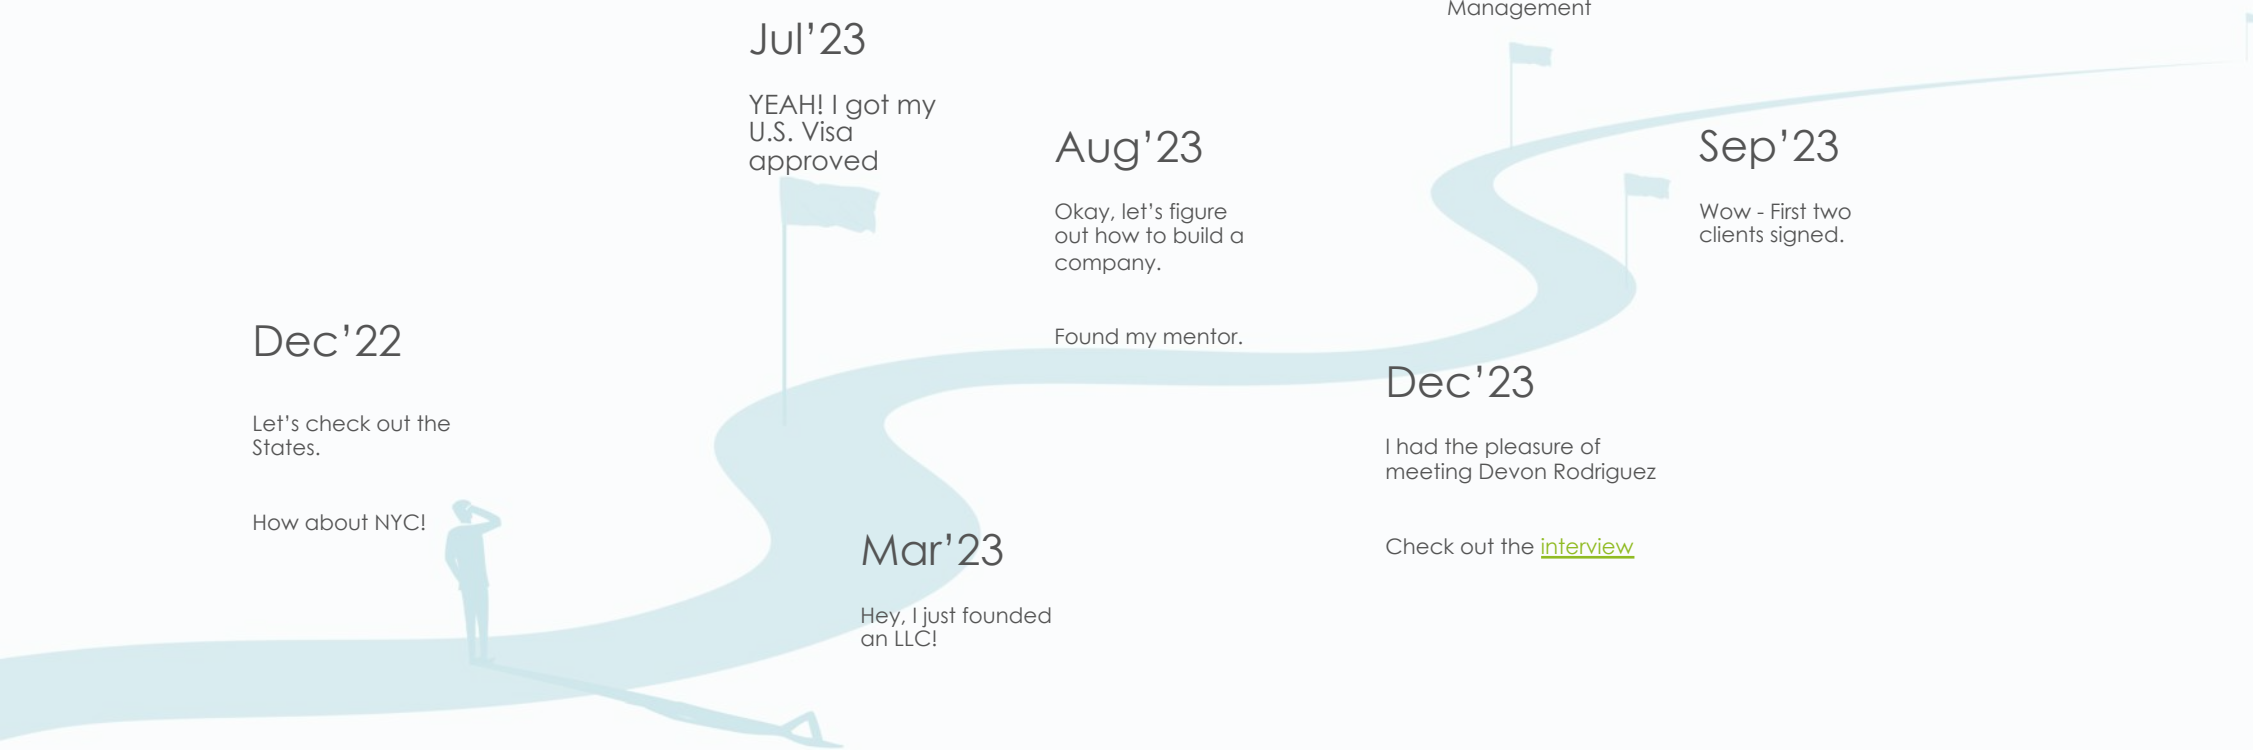 Management
Jul’23
YEAH! I got my
U.S. Visa
approved
Aug’23
Okay, let’s figure
out how to build a
company.
Found my mentor.
Sep’23
Wow - First two
clients signed.
Dec’22
Let’s check out the
States.
How about NYC!
Dec’23
I had the pleasure of
meeting Devon Rodriguez
Check out the interview
Mar’23
Hey, I just founded
an LLC!